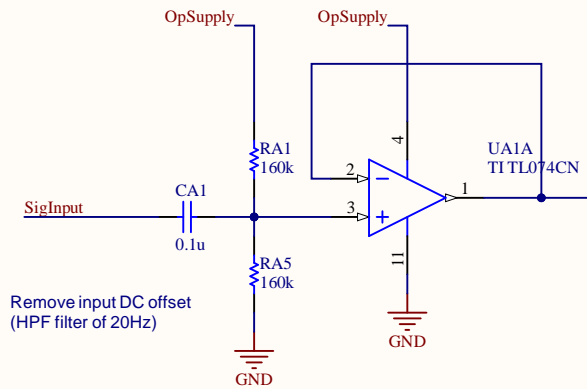 OpSupply
OpSupply
RA1
160k
4
UA1A
TI TL074CN
2
1
CA1
3
SigInput
0.1u
RA5
160k
11
Remove input DC offset
(HPF filter of 20Hz)
GND
GND